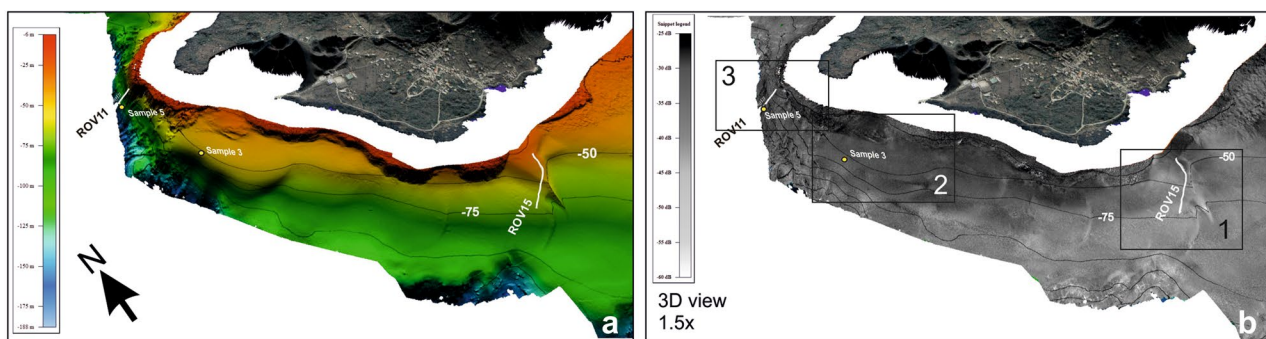 -6 m
-25 m
-50 m
-75 m
-100 m
-125 m
-150 m
-175 m
-188 m
ROV11
Sample 5
Sample 3
-50
-75
ROV15
N
a
Snippet legend
-25 dB
-30 dB
-35 dB
-40 dB
-45 dB
-50 dB
-55 dB
-60 dB
3D view
1.5x
3
ROV11
Sample 5
Sample 3
2
-50
-75
ROV15
1
b